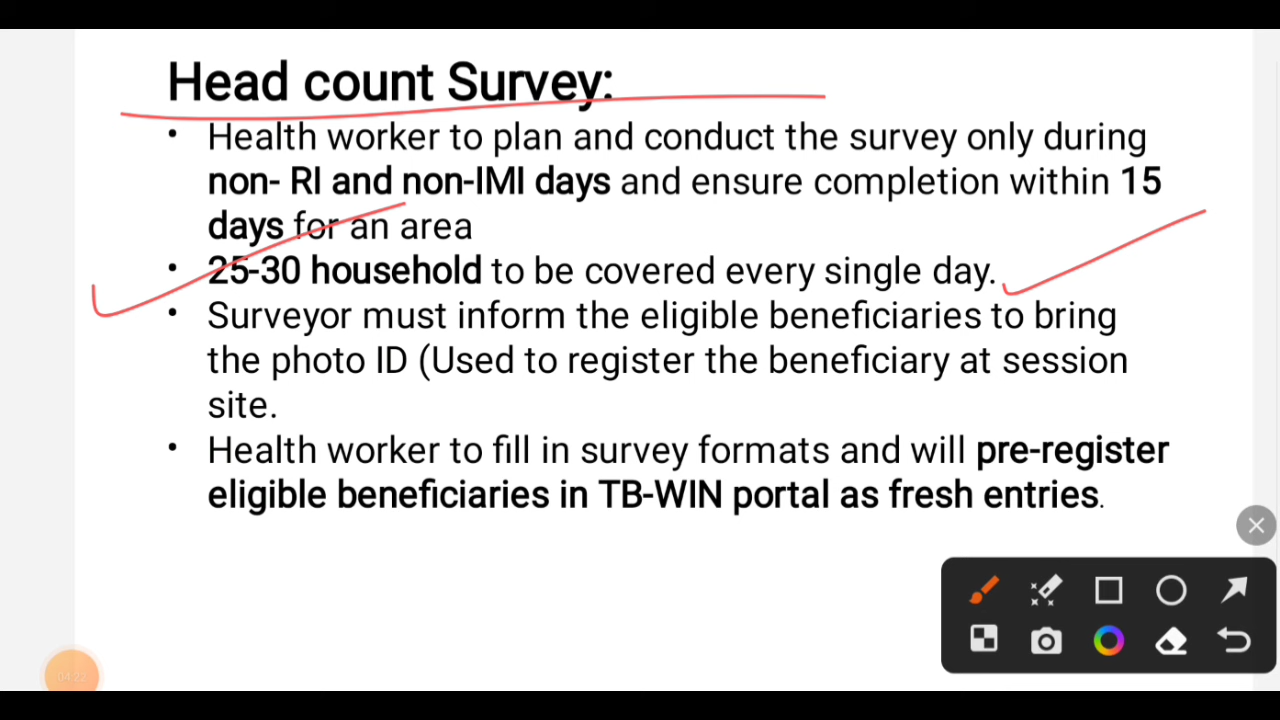 Head count Survey:
• Health worker to plan and conduct the survey only during
non- RI and non-IMI days and ensure completion within 15
days for an area
• 25-30 household to be covered every single day.
• Surveyor must inform the eligible beneficiaries to bring
the photo ID (Used to register the beneficiary at session
site.
• Health worker to fill in survey formats and will pre-register
eligible beneficiaries in TB-WIN portal as fresh entries.
04:22